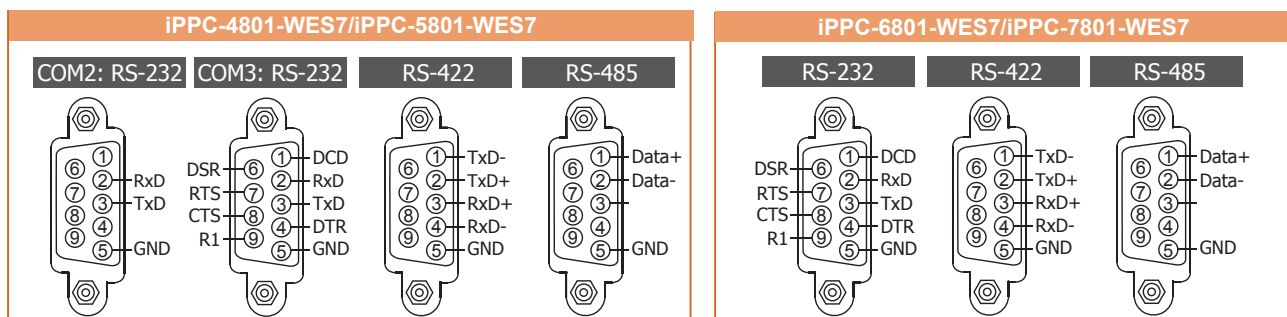 iPPC-4801-WES7/iPPC-5801-WES7
COM2: RS-232 COM3: RS-232 RS-422 RS-485
6 1
7 2 RxD
8 3 TxD
9 4
5 GND
DSR 6 1 DCD
RTS 7 2 RxD
CTS 8 3 TxD
R1 9 4 DTR
5 GND
6 1 TxD-
7 2 TxD+
8 3 RxD+
9 4 RxD-
5 GND
6 1 Data+
7 2 Data-
8 3
9 4
5 GND
iPPC-6801-WES7/iPPC-7801-WES7
RS-232 RS-422 RS-485
DSR 6 1 DCD
RTS 7 2 RxD
CTS 8 3 TxD
R1 9 4 DTR
5 GND
6 1 TxD-
7 2 TxD+
8 3 RxD+
9 4 RxD-
5 GND
6 1 Data+
7 2 Data-
8 3
9 4
5 GND